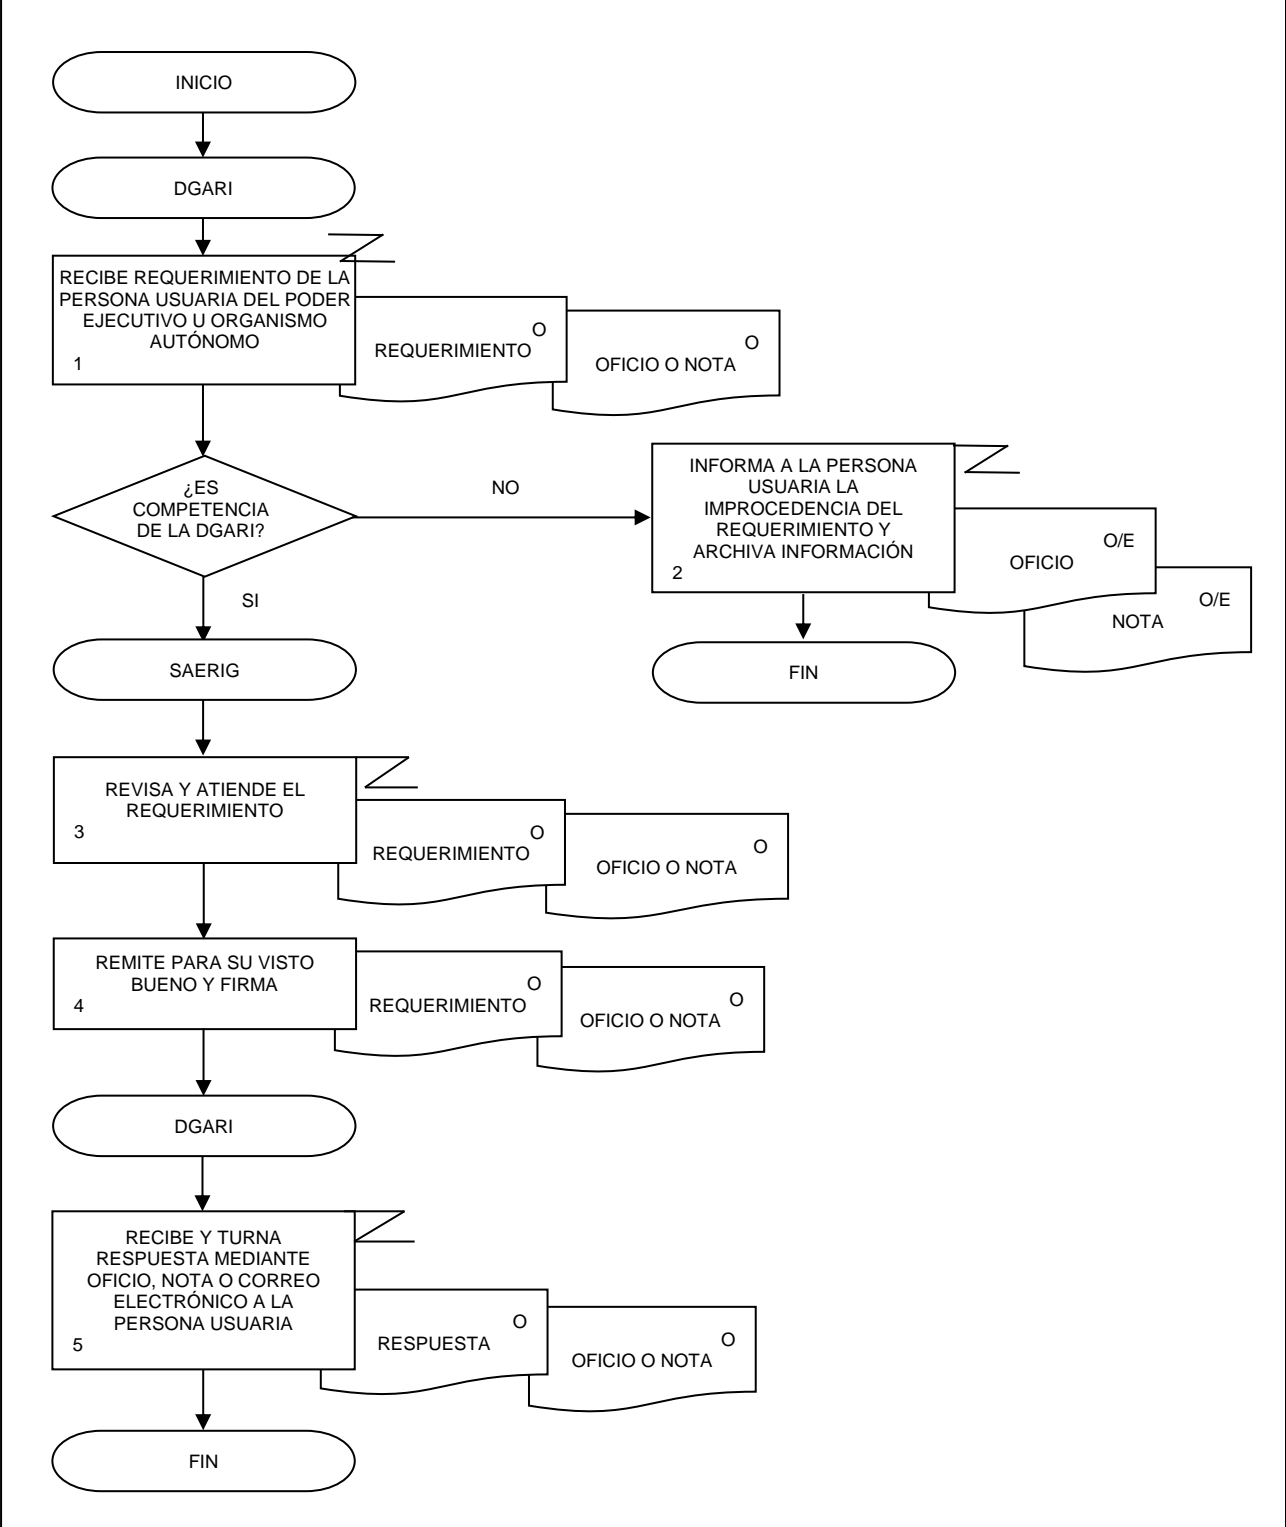 INICIO
DGARI
RECIBE REQUERIMIENTO DE LA
PERSONA USUARIA DEL PODER
EJECUTIVO U ORGANISMO
AUTÓNOMO
1
O
REQUERIMIENTO
O
OFICIO O NOTA
¿ES
COMPETENCIA
DE LA DGARI?
NO
INFORMA A LA PERSONA
USUARIA LA
IMPROCEDENCIA DEL
REQUERIMIENTO Y
ARCHIVA INFORMACIÓN
2
O/E
OFICIO
O/E
NOTA
FIN
SI
SAERIG
REVISA Y ATIENDE EL
REQUERIMIENTO
3
O
REQUERIMIENTO
O
OFICIO O NOTA
REMITE PARA SU VISTO
BUENO Y FIRMA
4
O
REQUERIMIENTO
O
OFICIO O NOTA
DGARI
RECIBE Y TURNA
RESPUESTA MEDIANTE
OFICIO, NOTA O CORREO
ELECTRÓNICO A LA
PERSONA USUARIA
5
O
RESPUESTA
O
OFICIO O NOTA
FIN